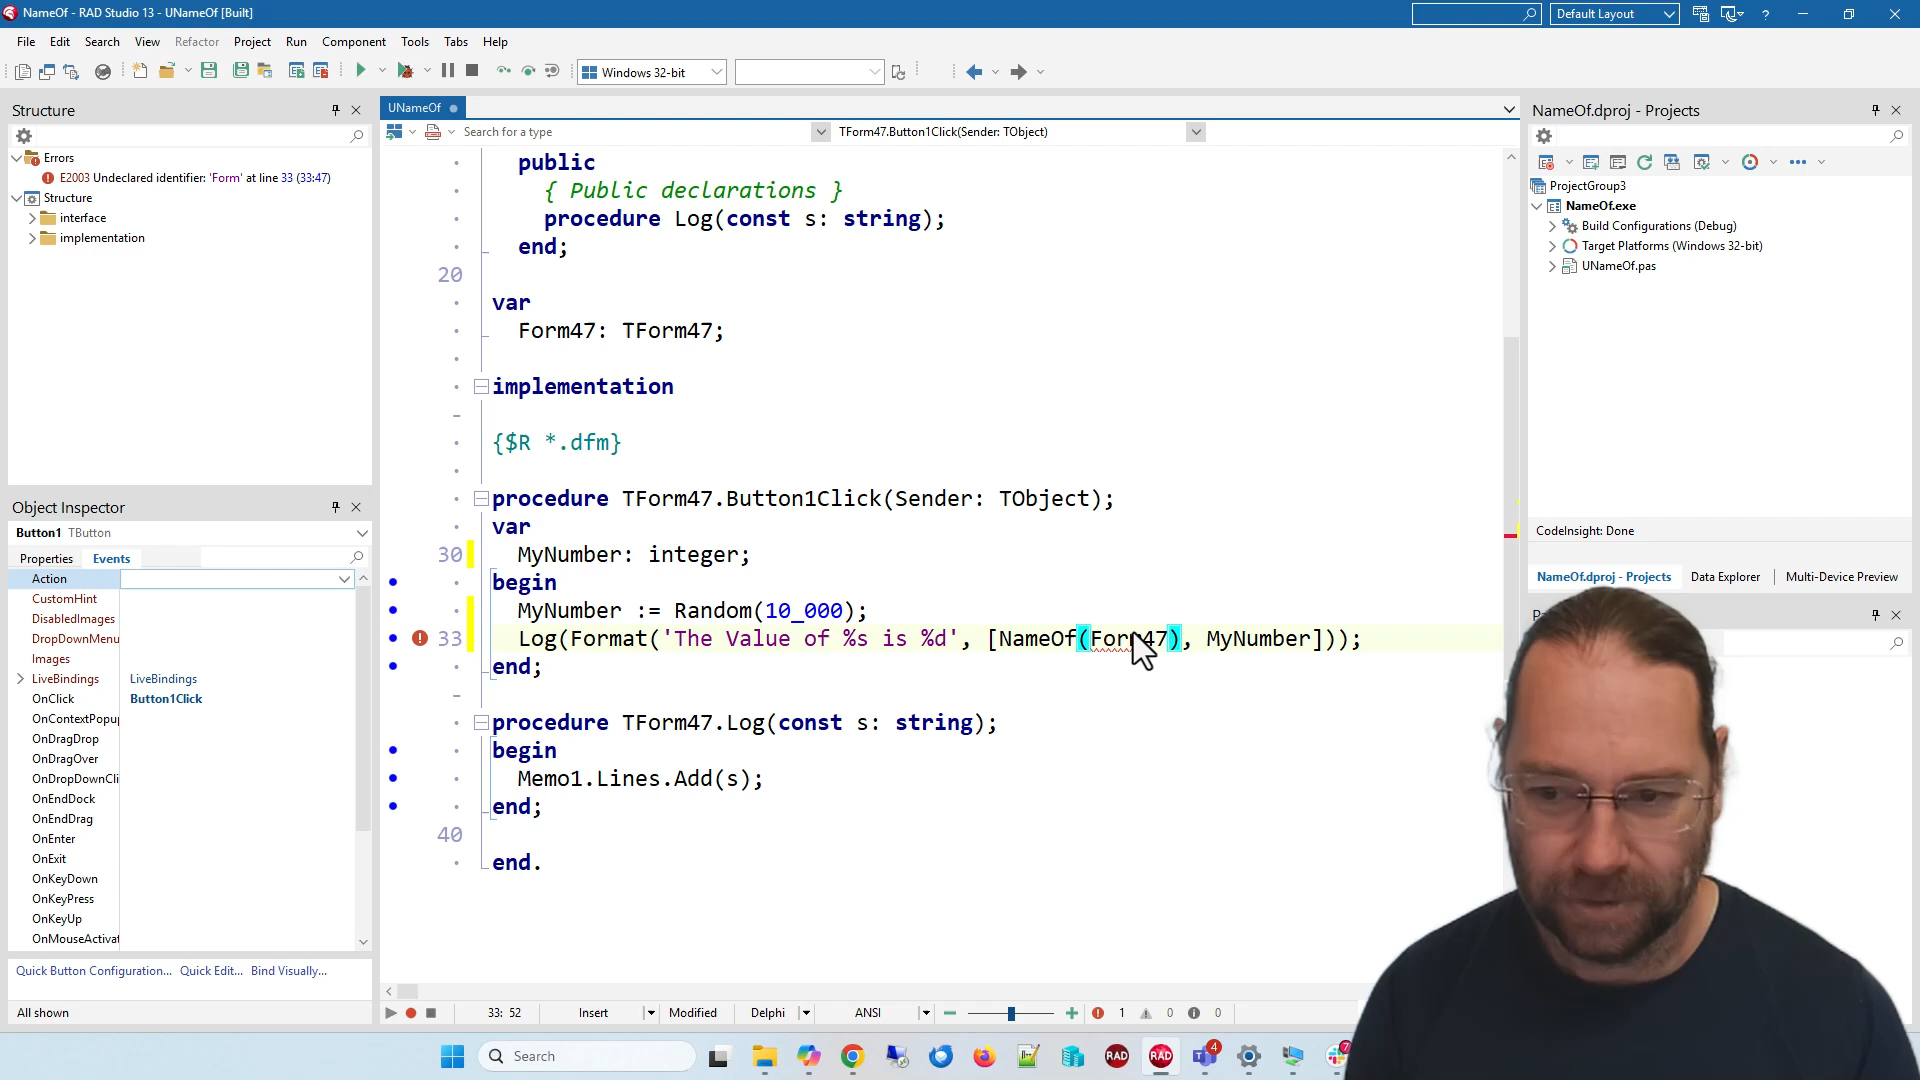 NameOf - RAD Studio 13 - UNameOf [Built]
Default Layout
File Edit Search View Refactor Project Run Component Tools Tabs Help
Windows 32-bit
Structure
Errors
E2003 Undeclared identifier: 'Form' at line 33 (33:47)
Structure
interface
implementation
Object Inspector
Button1 TButton
Properties Events
Action
CustomHint
DisabledImages
DropDownMenu
Images
LiveBindings LiveBindings
OnClick Button1Click
OnContextPopup
OnDragDrop
OnDragOver
OnDropDownCli
OnEndDock
OnEndDrag
OnEnter
OnExit
OnKeyDown
OnKeyPress
OnKeyUp
OnMouseActivat
Quick Button Configuration... Quick Edit... Bind Visually...
All shown
UNameOf
Search for a type
TForm47.Button1Click(Sender: TObject)
public
{ Public declarations }
procedure Log(const s: string);
end;
20
var
Form47: TForm47;
implementation
{$R *.dfm}
procedure TForm47.Button1Click(Sender: TObject);
var
30 MyNumber: integer;
begin
MyNumber := Random(10_000);
33 Log(Format('The Value of %s is %d', [NameOf(Form47), MyNumber]));
end;
procedure TForm47.Log(const s: string);
begin
Memo1.Lines.Add(s);
end;
40
end.
33: 52 Insert Modified Delphi ANSI 1 0 0
NameOf.dproj - Projects
ProjectGroup3
NameOf.exe
Build Configurations (Debug)
Target Platforms (Windows 32-bit)
UNameOf.pas
CodeInsight: Done
NameOf.dproj - Projects Data Explorer Multi-Device Preview
Search
RAD
RAD
4
7